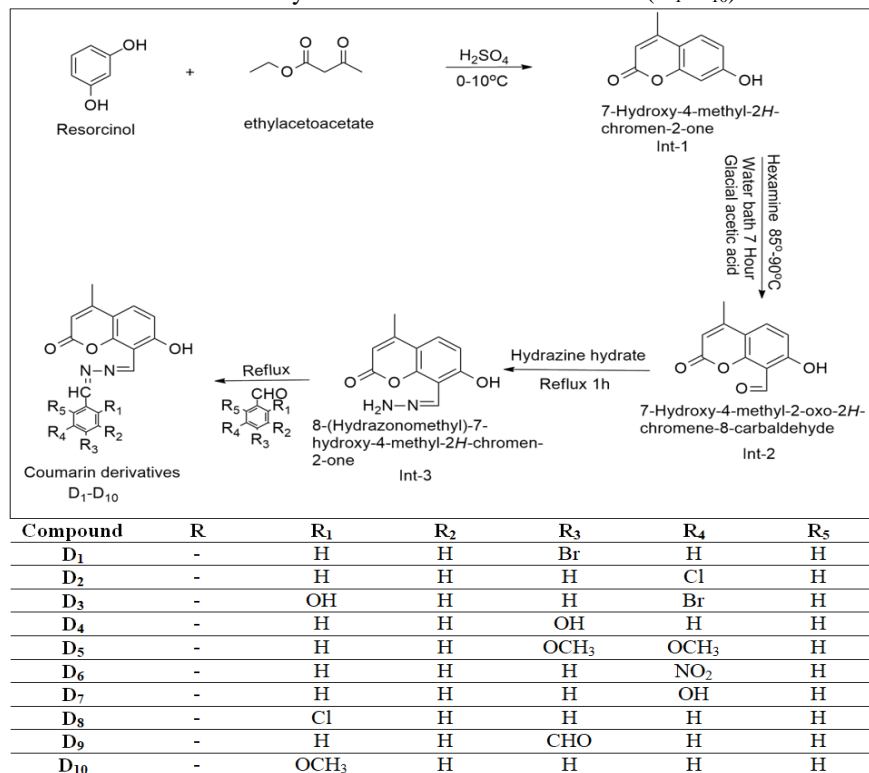 OH
OH
Resorcinol
+
O
O
O
ethylacetoacetate
H₂SO₄
0-10°C
O
O
OH
7-Hydroxy-4-methyl-2H-
chromen-2-one
Int-1
Hexamine 85°-90°C
Water bath 7 Hour
Glacial acetic acid
O
O
OH
O
7-Hydroxy-4-methyl-2-oxo-2H-
chromene-8-carbaldehyde
Int-2
Hydrazine hydrate
Reflux 1h
O
O
OH
H₂N-N
8-(Hydrazonomethyl)-7-
hydroxy-4-methyl-2H-chromen-
2-one
Int-3
Reflux
CHO
R₅ R₁
R₄ R₂
R₃
O
O
OH
N-N
HC
R₅ R₁
R₄ R₂
R₃
Coumarin derivatives
D₁-D₁₀
Compound R R₁ R₂ R₃ R₄ R₅
D₁ - H H Br H H
D₂ - H H H Cl H
D₃ - OH H H Br H
D₄ - H H OH H H
D₅ - H H OCH₃ OCH₃ H
D₆ - H H H NO₂ H
D₇ - H H H OH H
D₈ - Cl H H H H
D₉ - H H CHO H H
D₁₀ - OCH₃ H H H H